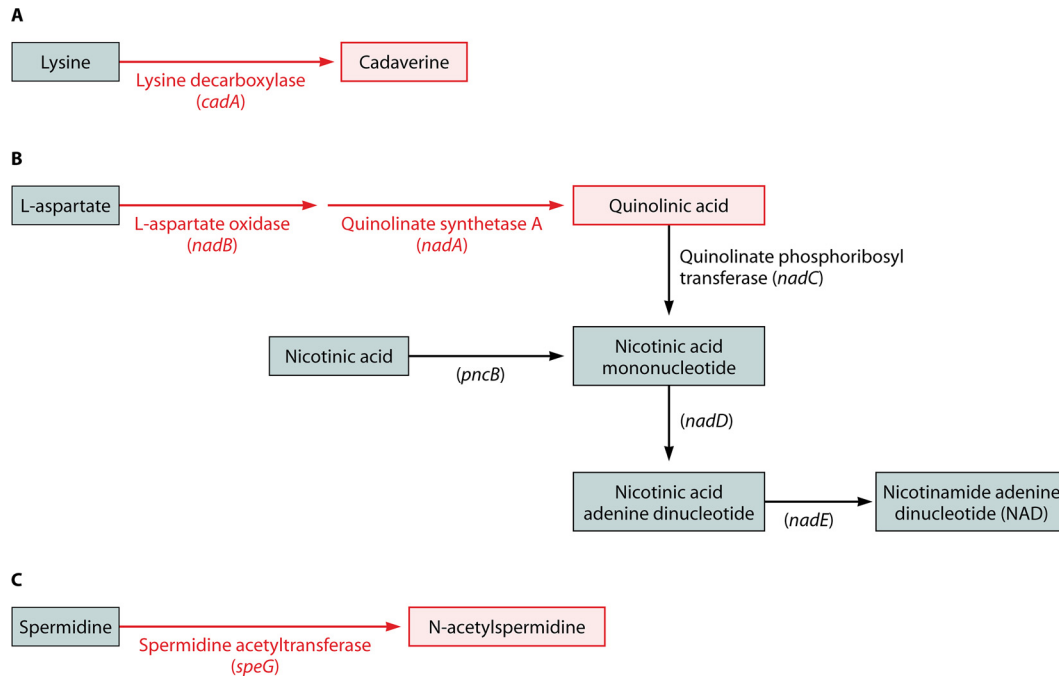 A
Lysine
Cadaverine
Lysine decarboxylase
(cadA)
B
L-aspartate
L-aspartate oxidase
(nadB)
Quinolinate synthetase A
(nadA)
Quinolinic acid
Quinolinate phosphoribosyl
transferase (nadC)
Nicotinic acid
(pncB)
Nicotinic acid
mononucleotide
(nadD)
Nicotinic acid
adenine dinucleotide
(nadE)
Nicotinamide adenine
dinucleotide (NAD)
C
Spermidine
Spermidine acetyltransferase
(speG)
N-acetylspermidine